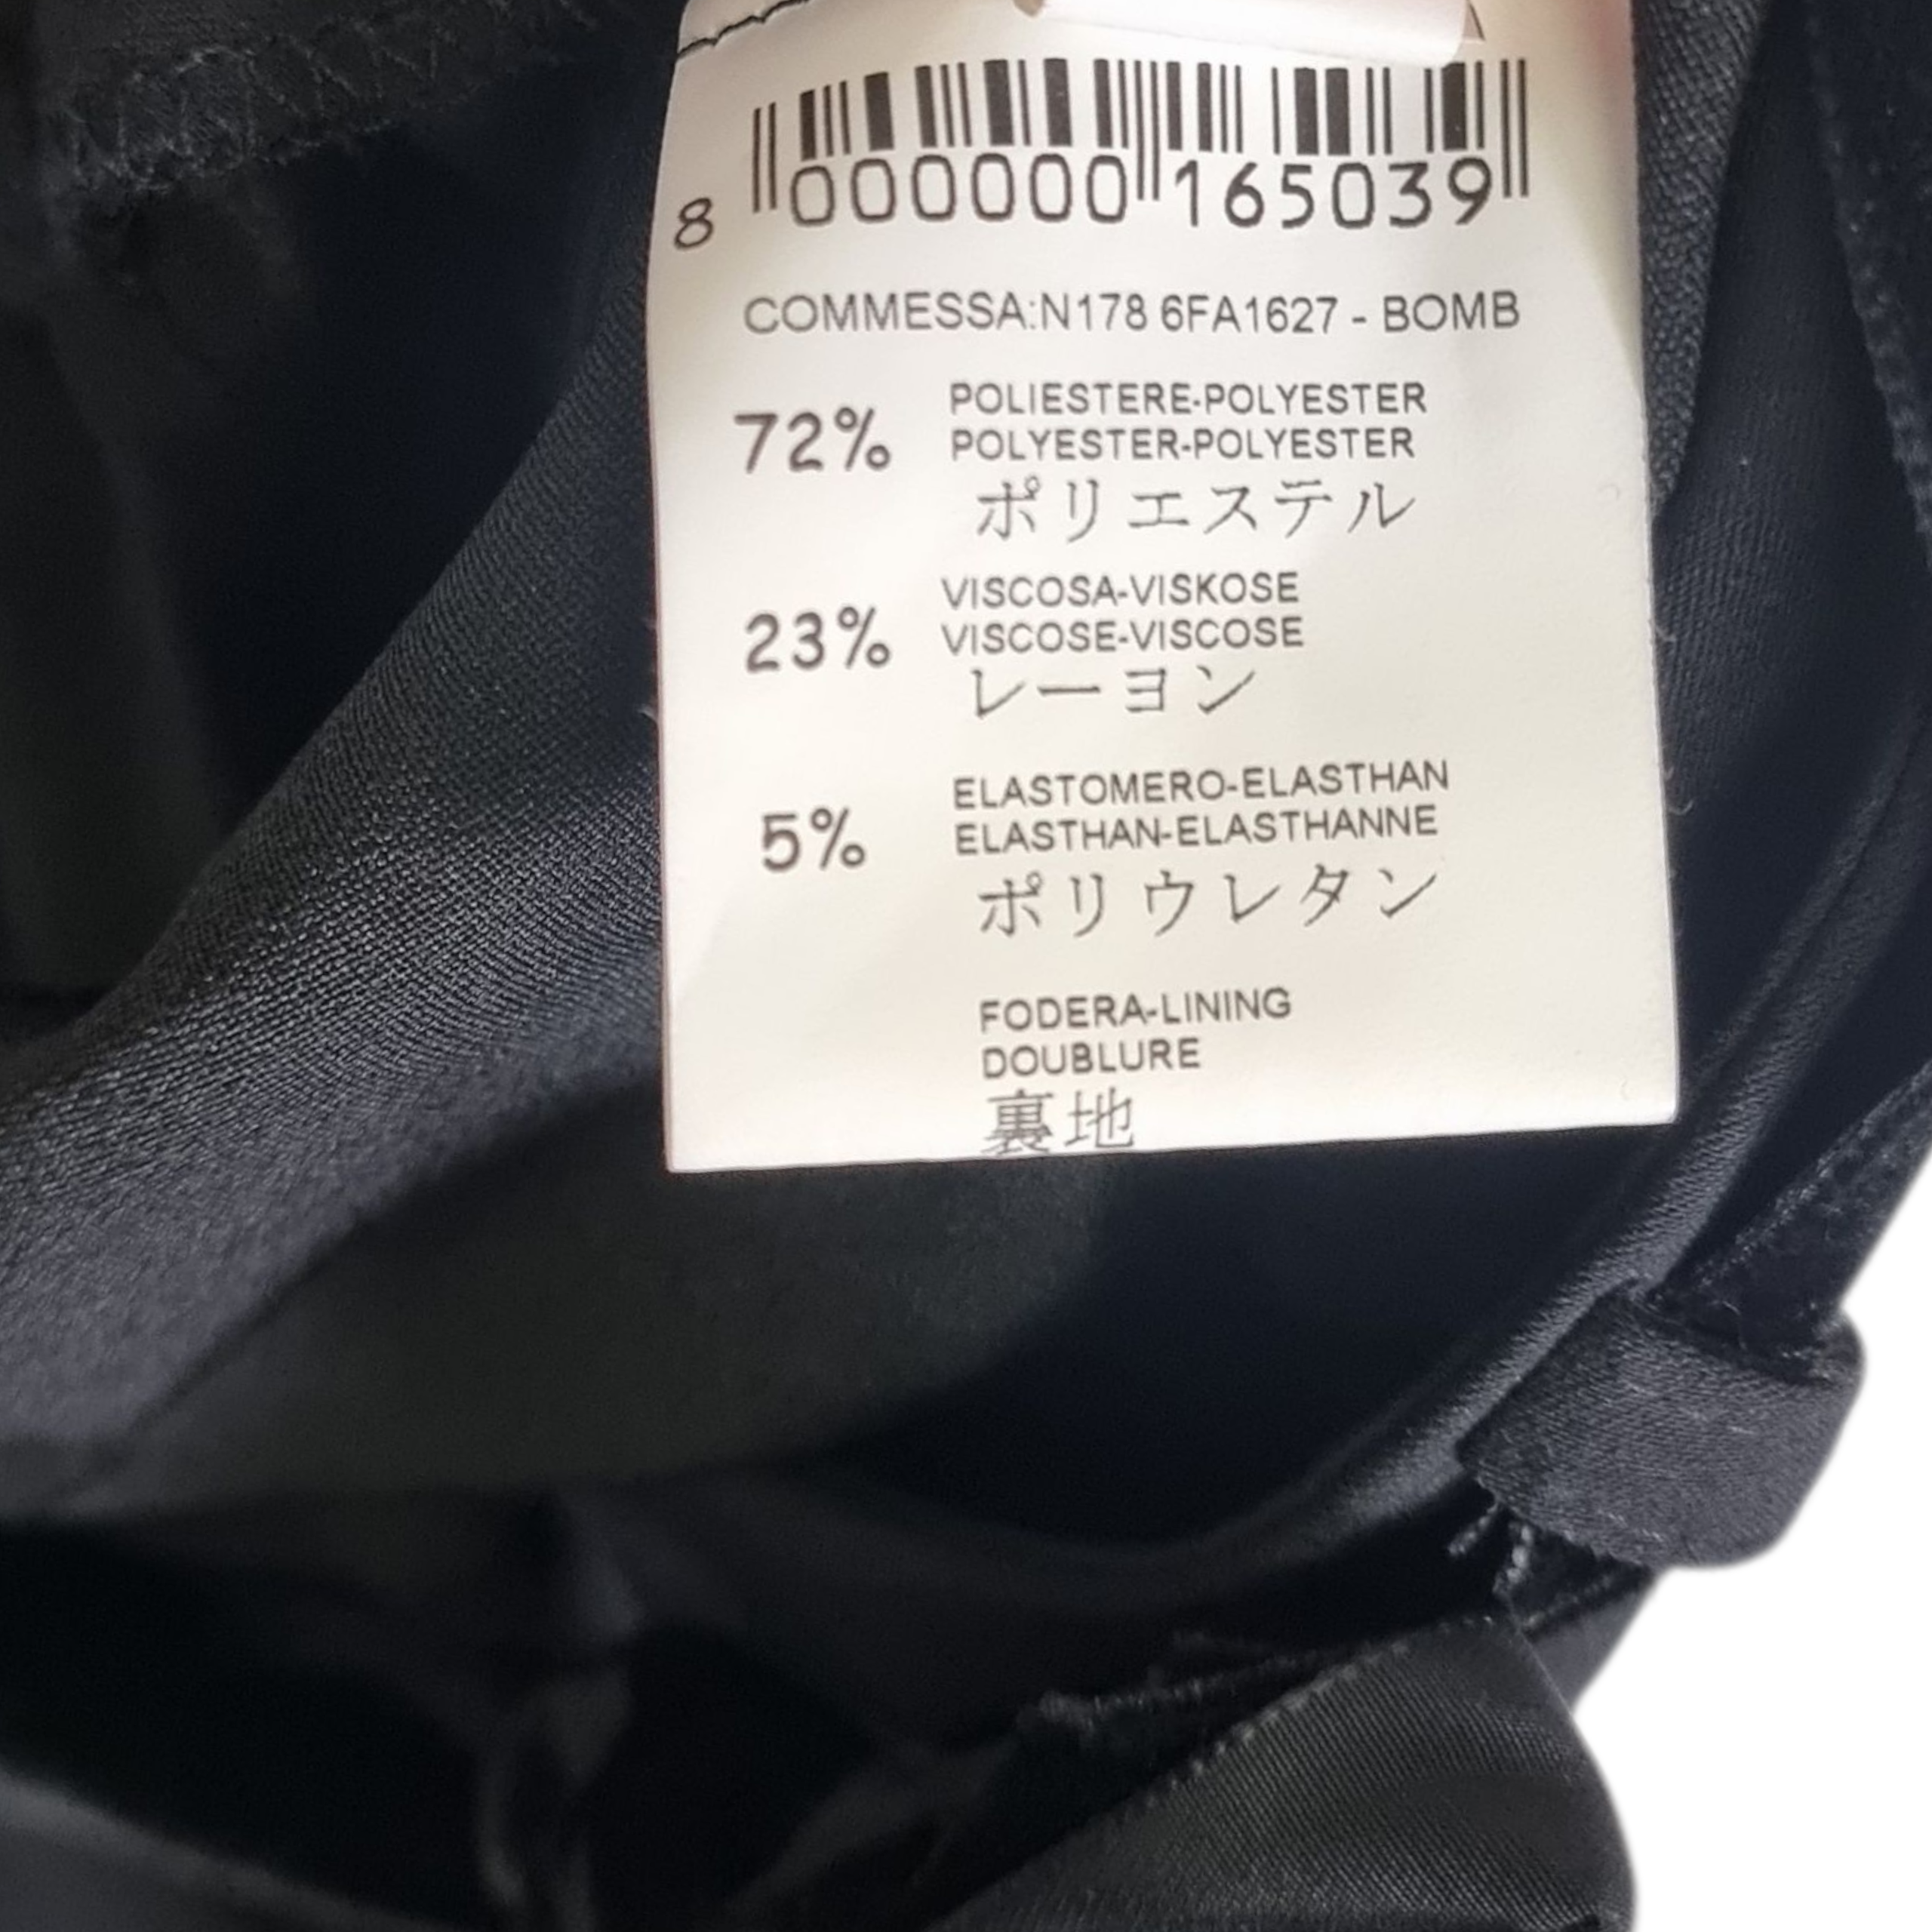 8 000000 165039
COMMESSA:N178 6FA1627 - BOMB
72% POLIESTERE-POLYESTER
POLYESTER-POLYESTER
ポリエステル
23% VISCOSA-VISKOSE
VISCOSE-VISCOSE
レーヨン
5% ELASTOMERO-ELASTHAN
ELASTHAN-ELASTHANNE
ポリウレタン
FODERA-LINING
DOUBLURE
裏地